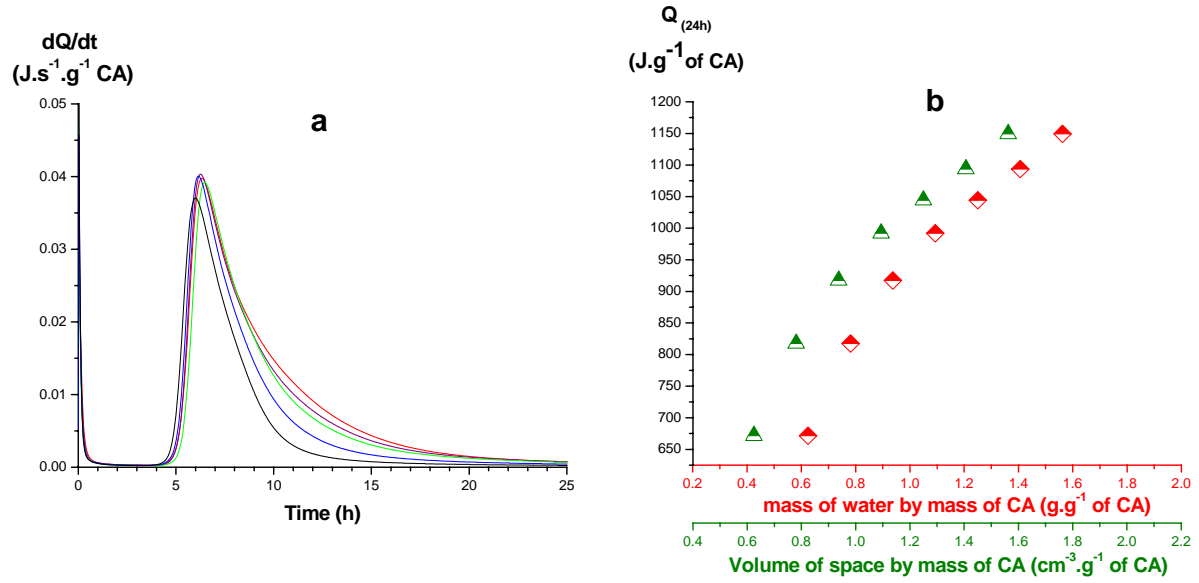 dQ/dt
(J.s⁻¹.g⁻¹ CA)
a
0.05
0.04
0.03
0.02
0.01
0.00
0 5 10 15 20 25
Time (h)
Q (24h)
(J.g⁻¹ of CA)
b
1200
1150
1100
1050
1000
950
900
850
800
750
700
650
0.2 0.4 0.6 0.8 1.0 1.2 1.4 1.6 1.8 2.0
mass of water by mass of CA (g.g⁻¹ of CA)
0.4 0.6 0.8 1.0 1.2 1.4 1.6 1.8 2.0 2.2
Volume of space by mass of CA (cm⁻³.g⁻¹ of CA)